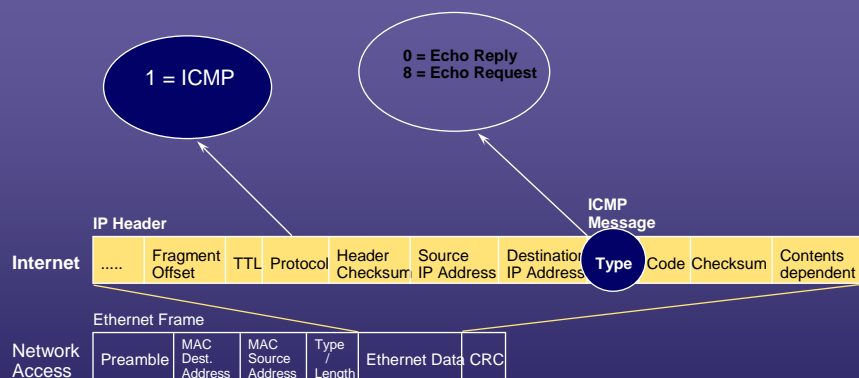 1 = ICMP
0 = Echo Reply
8 = Echo Request
ICMP
Message
IP Header
Internet
.....
Fragment
Offset
TTL
Protocol
Header
Checksum
Source
IP Address
Destination
IP Address
Type
Code
Checksum
Contents
dependent
Ethernet Frame
Network
Access
Preamble
MAC
Dest.
Address
MAC
Source
Address
Type
/
Length
Ethernet Data
CRC